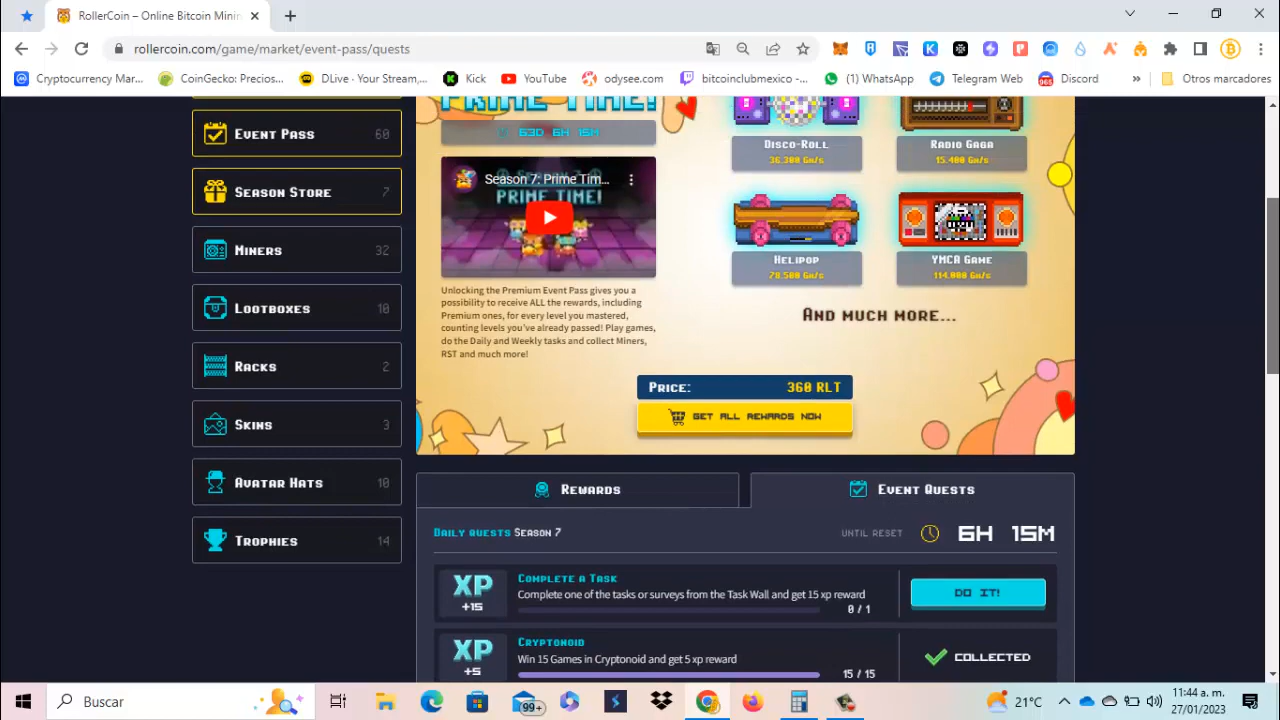 RollerCoin – Online Bitcoin Minin
rollercoin.com/game/market/event-pass/quests
Cryptocurrency Mar...
CoinGecko: Precios...
DLive - Your Stream,...
Kick
YouTube
odysee.com
bitcoinclubmexico -...
(1) WhatsApp
Telegram Web
965
Discord
»
Otros marcadores
Event Pass 60
Season Store 7
Miners 32
Lootboxes 10
Racks 2
Skins 3
Avatar Hats 10
Trophies 14
PRIME TIME!
63D 6H 15M
Season 7: Prime Tim...
PRIME TIME!
Unlocking the Premium Event Pass gives you a
possibility to receive ALL the rewards, including
Premium ones, for every level you mastered,
counting levels you've already passed! Play games,
do the Daily and Weekly tasks and collect Miners,
RST and much more!
Disco-Roll
36.300 Gh/s
Radio Gaga
15.400 Gh/s
Helipop
78.500 Gh/s
YMCA Game
114.000 Gh/s
And much more...
Price: 360 RLT
Get all rewards now
Rewards
Event Quests
Daily quests Season 7
until reset 6H 15M
XP
+15
Complete a Task
Complete one of the tasks or surveys from the Task Wall and get 15 xp reward
0 / 1
Do it!
XP
+5
Cryptonoid
Win 15 Games in Cryptonoid and get 5 xp reward
15 / 15
Collected
Buscar
99+
21°C
11:44 a. m.
27/01/2023